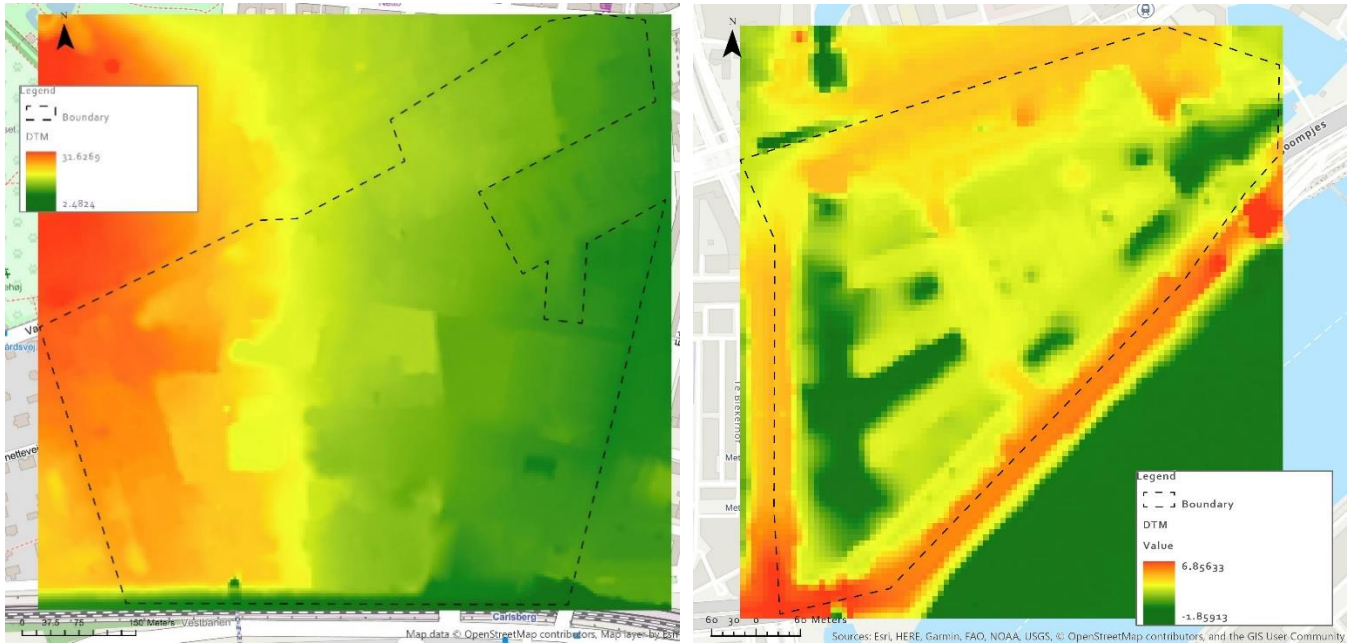 Netto
N
Legend
Boundary
DTM
31.6269
2.4824
0 37.5 75 150 Meters
Vestbanen
Carlsberg
Map data © OpenStreetMap contributors, Map layer by Esri
N
Boompjes
Legend
Boundary
DTM
Value
6.85633
-1.85913
60 30 0 60 Meters
Sources: Esri, HERE, Garmin, FAO, NOAA, USGS, © OpenStreetMap contributors, and the GIS User Community